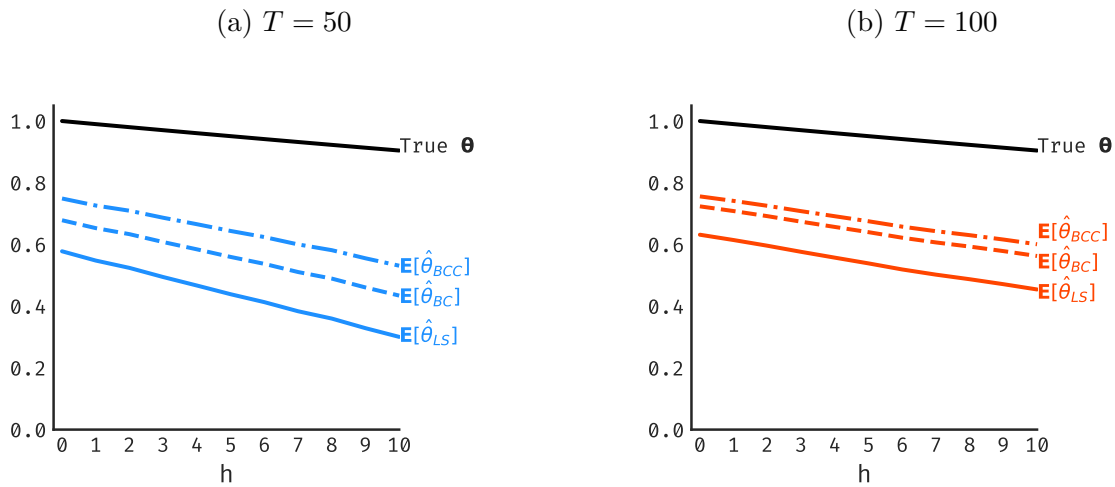 (a) T = 50
1.0
0.8
0.6
0.4
0.2
0.0
0 1 2 3 4 5 6 7 8 9 10
h
True θ
E[θ̂_BCC]
E[θ̂_BC]
E[θ̂_LS]
(b) T = 100
1.0
0.8
0.6
0.4
0.2
0.0
0 1 2 3 4 5 6 7 8 9 10
h
True θ
E[θ̂_BCC]
E[θ̂_BC]
E[θ̂_LS]